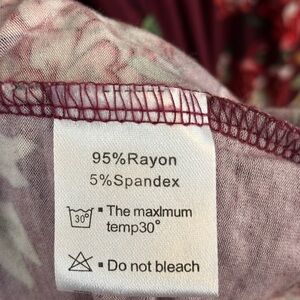 95%Rayon
5%Spandex
30° ▪ The maxlmum
temp30°
▪ Do not bleach